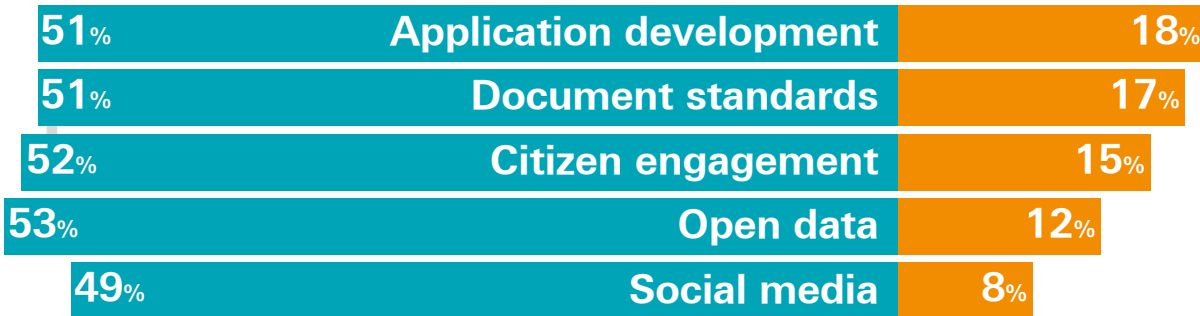 51% Application development 18%
51% Document standards 17%
52% Citizen engagement 15%
53% Open data 12%
49% Social media 8%